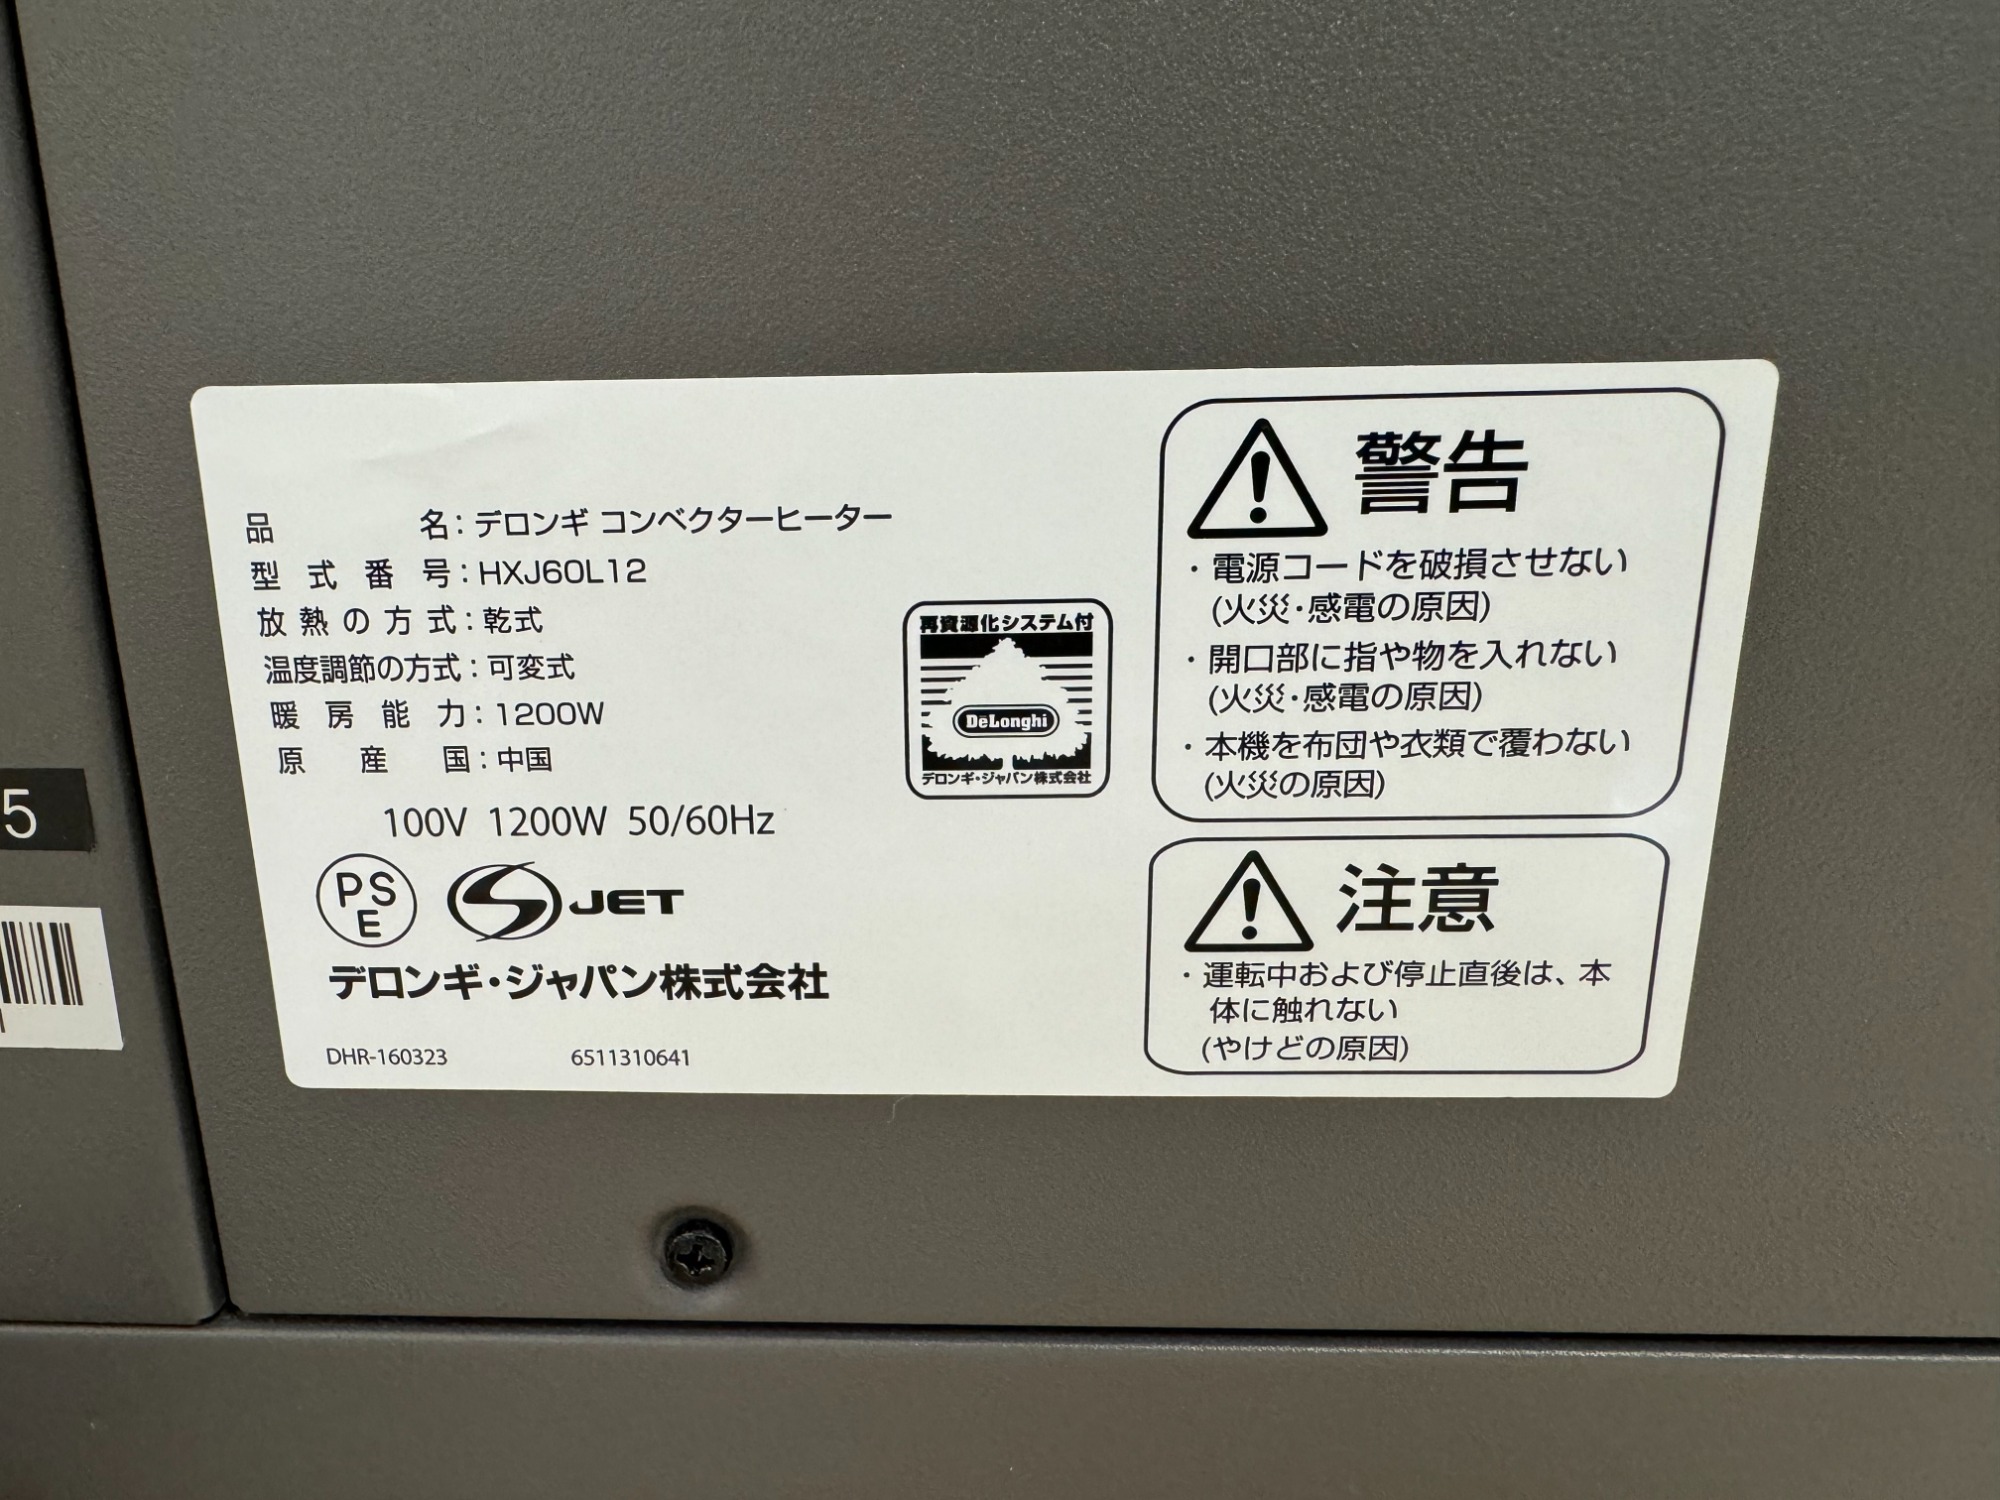 品名：デロンギ コンベクターヒーター
型式番号：HXJ60L12
放熱の方式：乾式
温度調節の方式：可変式
暖房能力：1200W
原産国：中国
100V 1200W 50/60Hz
PSE
JET
デロンギ・ジャパン株式会社
DHR-160323 6511310641
再資源化システム付
DeLonghi
デロンギ・ジャパン株式会社
警告
・電源コードを破損させない
(火災・感電の原因)
・開口部に指や物を入れない
(火災・感電の原因)
・本機を布団や衣類で覆わない
(火災の原因)
注意
・運転中および停止直後は、本
体に触れない
(やけどの原因)
5